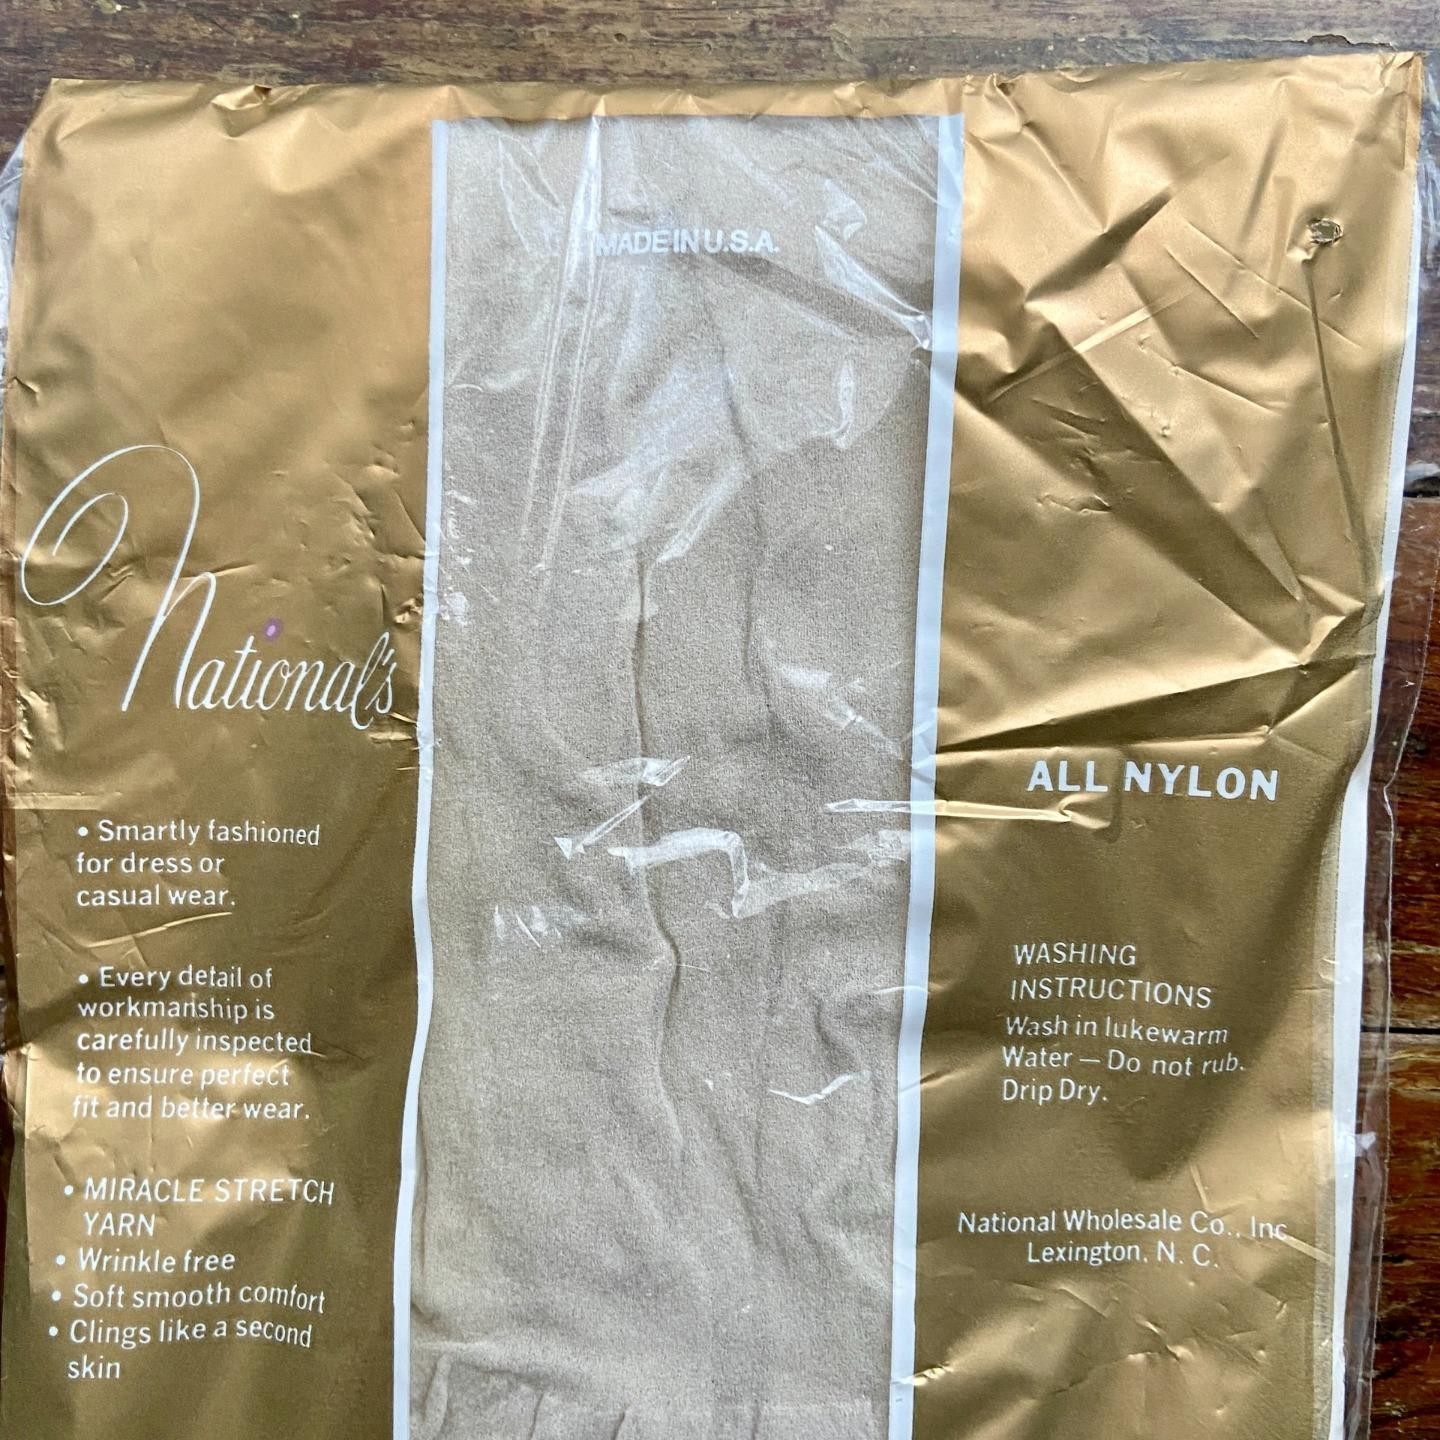 MADE IN U.S.A.
National's
• Smartly fashioned
for dress or
casual wear.
• Every detail of
workmanship is
carefully inspected
to ensure perfect
fit and better wear.
• MIRACLE STRETCH
YARN
• Wrinkle free
• Soft smooth comfort
• Clings like a second
skin
ALL NYLON
WASHING
INSTRUCTIONS
Wash in lukewarm
Water — Do not rub.
Drip Dry.
National Wholesale Co., Inc.
Lexington, N. C.